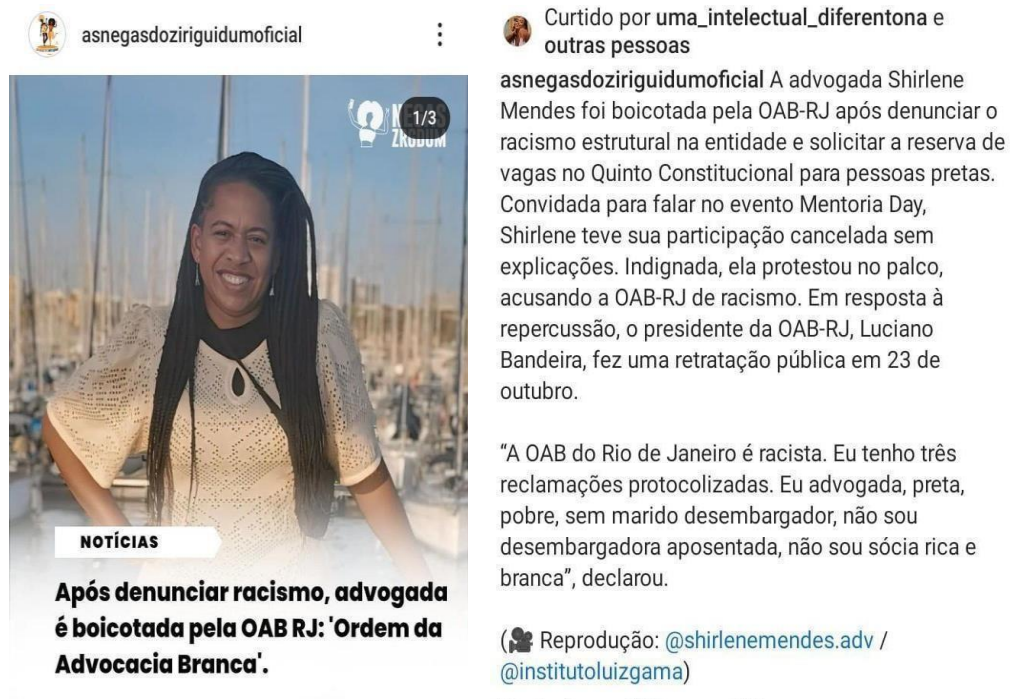 asnegasdoziriguidumoficial
1/3
ZRGDUM
NOTÍCIAS
Após denunciar racismo, advogada
é boicotada pela OAB RJ: 'Ordem da
Advocacia Branca'.
Curtido por uma_intelectual_diferentona e
outras pessoas
asnegasdoziriguidumoficial A advogada Shirlene
Mendes foi boicotada pela OAB-RJ após denunciar o
racismo estrutural na entidade e solicitar a reserva de
vagas no Quinto Constitucional para pessoas pretas.
Convidada para falar no evento Mentoria Day,
Shirlene teve sua participação cancelada sem
explicações. Indignada, ela protestou no palco,
acusando a OAB-RJ de racismo. Em resposta à
repercussão, o presidente da OAB-RJ, Luciano
Bandeira, fez uma retratação pública em 23 de
outubro.
“A OAB do Rio de Janeiro é racista. Eu tenho três
reclamações protocolizadas. Eu advogada, preta,
pobre, sem marido desembargador, não sou
desembargadora aposentada, não sou sócia rica e
branca”, declarou.
(🎥 Reprodução: @shirlenemendes.adv /
@institutoluizgama)